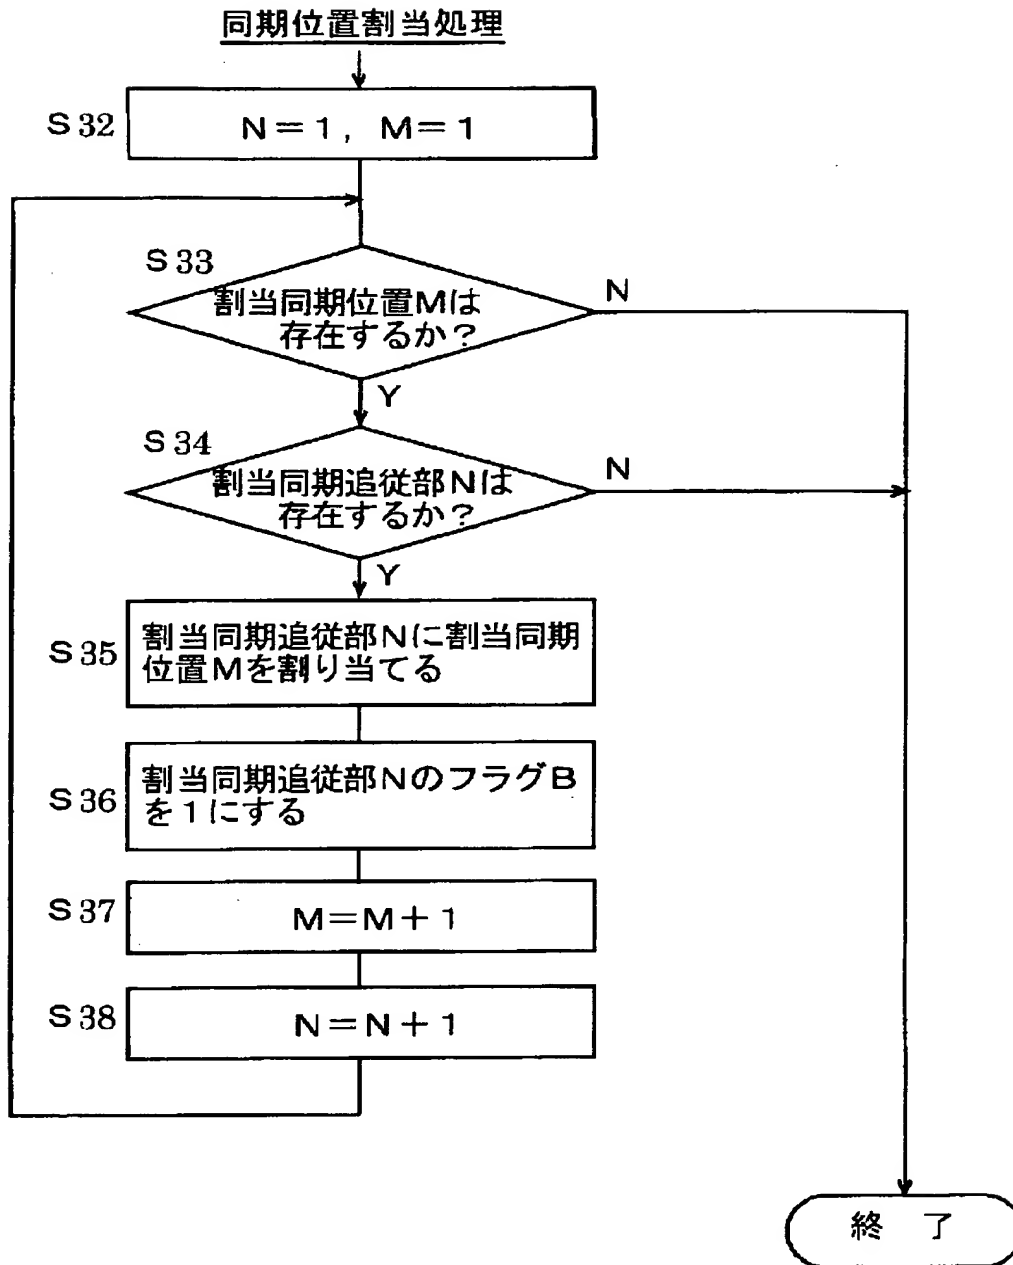 同期位置割当処理
S32
N=1, M=1
S33
割当同期位置Mは
存在するか?
N
Y
S34
割当同期追従部Nは
存在するか?
N
Y
S35
割当同期追従部Nに割当同期
位置Mを割り当てる
S36
割当同期追従部NのフラグB
を1にする
S37
M=M+1
S38
N=N+1
終 了